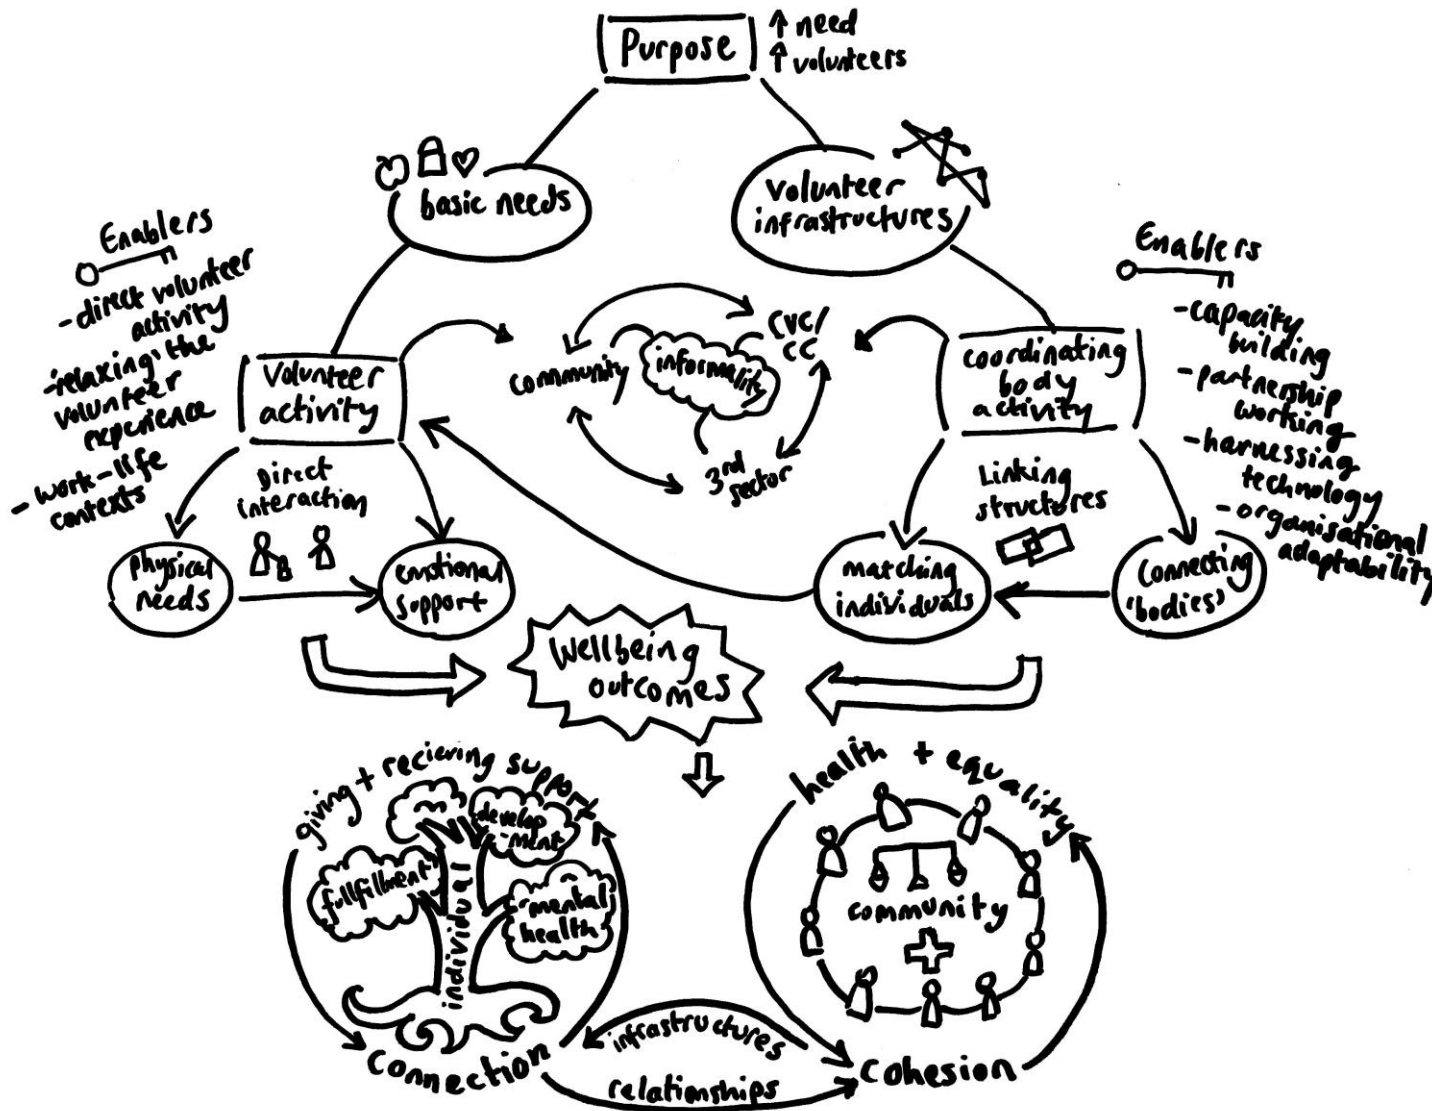 Purpose
↑ need
↑ volunteers
basic needs
Volunteer
infrastructures
Enablers
- direct volunteer
activity
- 'relaxing' the
volunteer
experience
- work-life
contexts
Volunteer
activity
community
informality
CVC/
CC
3rd
sector
coordinating
body
activity
Enablers
- capacity
building
- partnership
working
- harnessing
technology
- organisational
adaptability
Direct
interaction
Linking
structures
physical
needs
emotional
support
matching
individuals
connecting
'bodies'
Wellbeing
outcomes
giving + recieving support
develop
-ment
fullfillment
individual
mental
health
connection
health + equality
community
cohesion
infrastructures
relationships